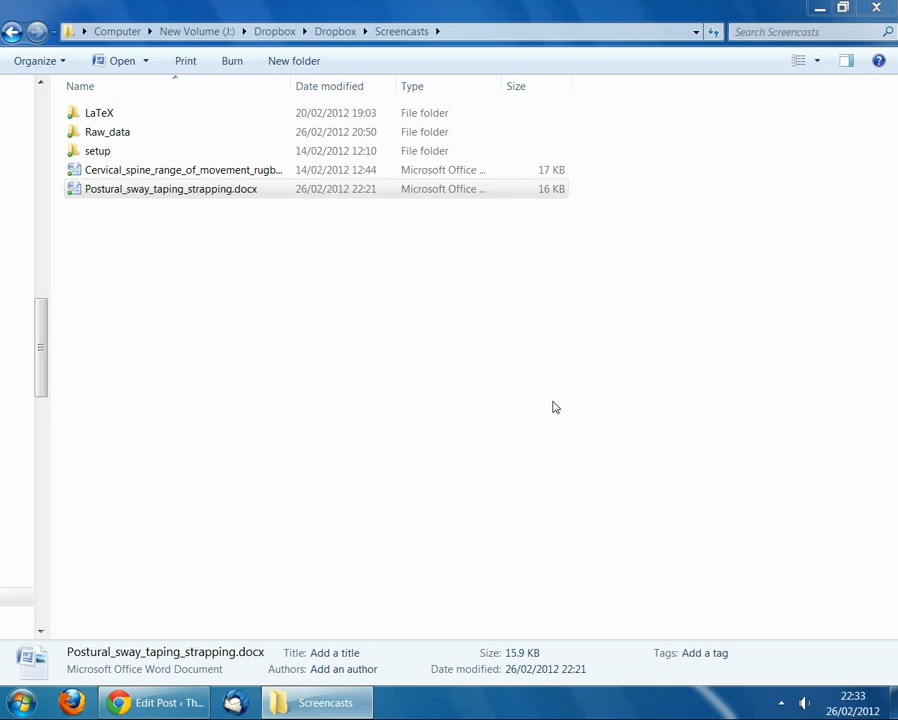 Computer New Volume (J:) Dropbox Dropbox Screencasts Search Screencasts
Organize Open Print Burn New folder
Name Date modified Type Size
LaTeX 20/02/2012 19:03 File folder
Raw_data 26/02/2012 20:50 File folder
setup 14/02/2012 12:10 File folder
Cervical_spine_range_of_movement_rugb... 14/02/2012 12:44 Microsoft Office ... 17 KB
Postural_sway_taping_strapping.docx 26/02/2012 22:21 Microsoft Office ... 16 KB
Postural_sway_taping_strapping.docx Title: Add a title Size: 15.9 KB Tags: Add a tag
Microsoft Office Word Document Authors: Add an author Date modified: 26/02/2012 22:21
Edit Post ‹ Th... Screencasts 22:33
26/02/2012